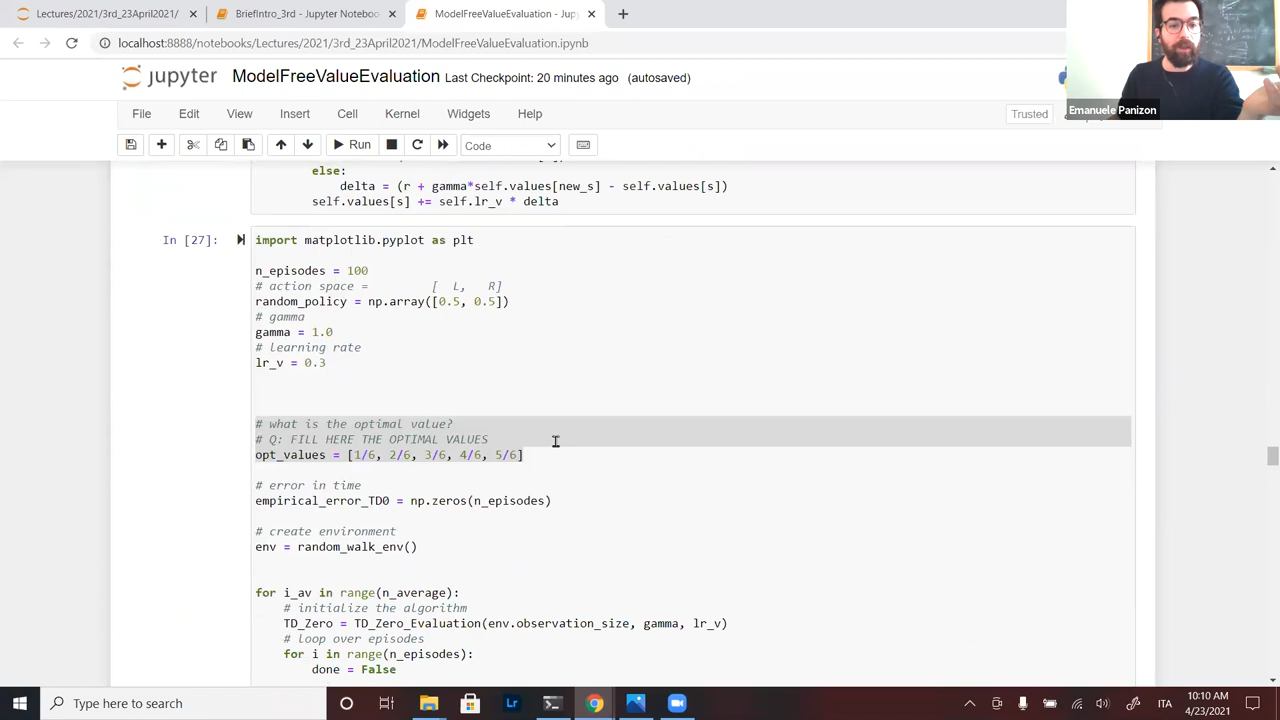 Lectures/2021/3rd_23April2021/
BriefIntro_3rd - Jupyter Notebook
ModelFreeValueEvaluation - Jup
localhost:8888/notebooks/Lectures/2021/3rd_23April2021/ModelFreeValueEvaluation.ipynb
jupyter ModelFreeValueEvaluation Last Checkpoint: 20 minutes ago (autosaved)
Emanuele Panizon
File Edit View Insert Cell Kernel Widgets Help
Trusted
Run Code
else:
delta = (r + gamma*self.values[new_s] - self.values[s])
self.values[s] += self.lr_v * delta
In [27]:
import matplotlib.pyplot as plt
n_episodes = 100
# action space = [ L, R]
random_policy = np.array([0.5, 0.5])
# gamma
gamma = 1.0
# learning rate
lr_v = 0.3
# what is the optimal value?
# Q: FILL HERE THE OPTIMAL VALUES
opt_values = [1/6, 2/6, 3/6, 4/6, 5/6]
# error in time
empirical_error_TD0 = np.zeros(n_episodes)
# create environment
env = random_walk_env()
for i_av in range(n_average):
# initialize the algorithm
TD_Zero = TD_Zero_Evaluation(env.observation_size, gamma, lr_v)
# loop over episodes
for i in range(n_episodes):
done = False
Type here to search
Lr
ITA
10:10 AM
4/23/2021